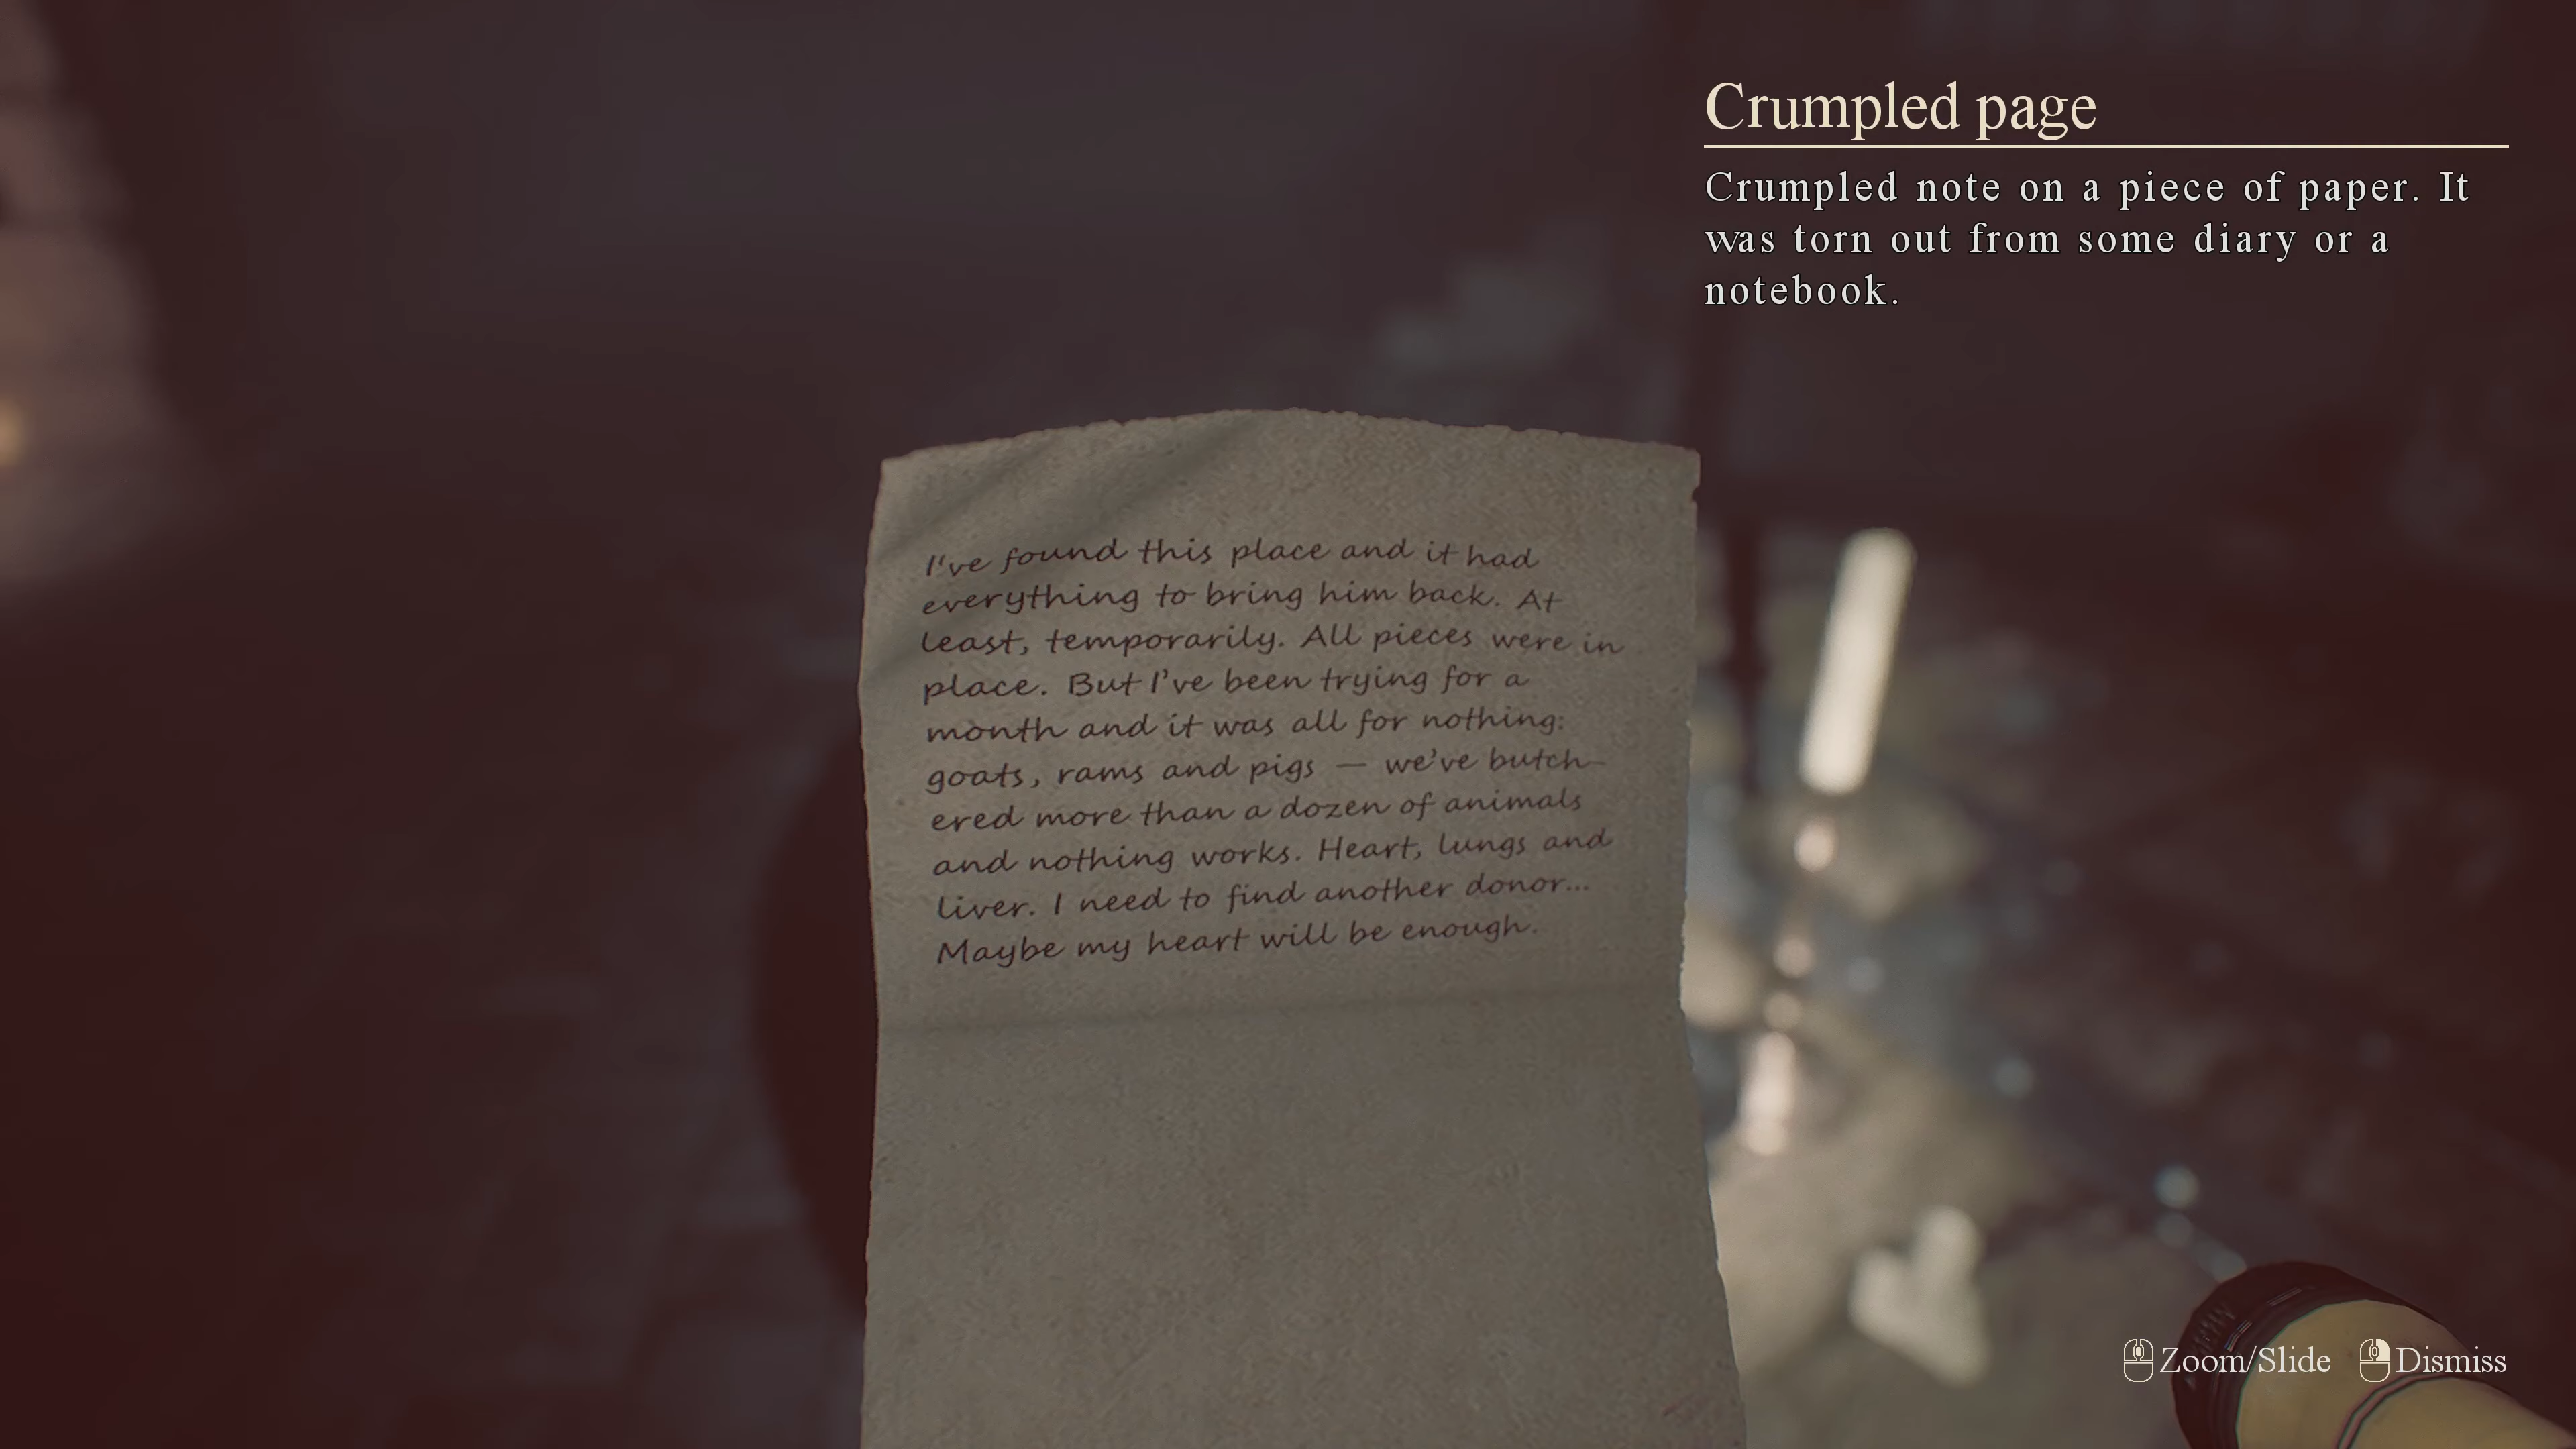 Crumpled page
Crumpled note on a piece of paper. It
was torn out from some diary or a
notebook.
I've found this place and it had
everything to bring him back. At
least, temporarily. All pieces were in
place. But I've been trying for a
month and it was all for nothing:
goats, rams and pigs — we've butch-
ered more than a dozen of animals
and nothing works. Heart, lungs and
liver. I need to find another donor...
Maybe my heart will be enough.
Zoom/Slide Dismiss